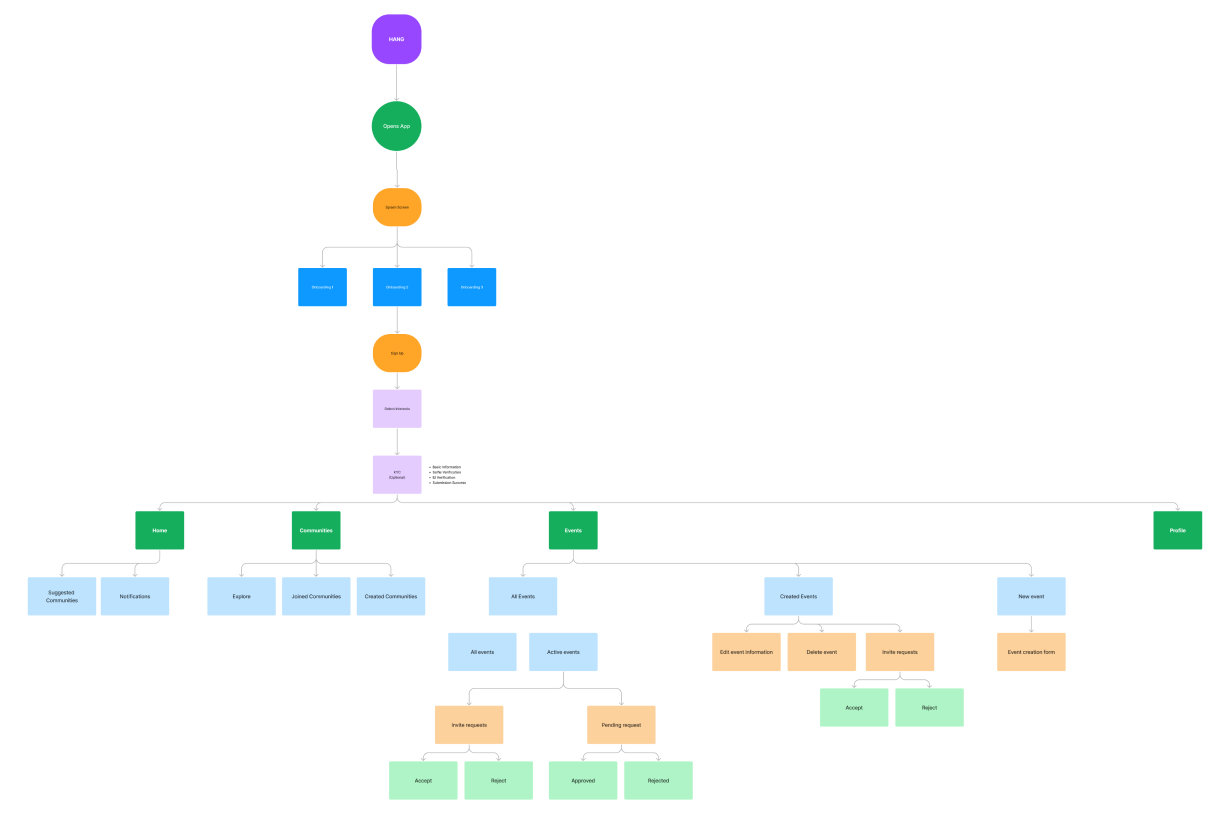 HANG
Opens App
Splash Screen
Onboarding 1
Onboarding 2
Onboarding 3
Sign Up
Select Interests
KYC
(Optional)
• Basic Information
• Selfie Verification
• ID Verification
• Submission Success
Home
Communities
Events
Profile
Suggested
Communities
Notifications
Explore
Joined Communities
Created Communities
All Events
Created Events
New event
All events
Active events
Edit event information
Delete event
Invite requests
Event creation form
Accept
Reject
Invite requests
Pending request
Accept
Reject
Approved
Rejected